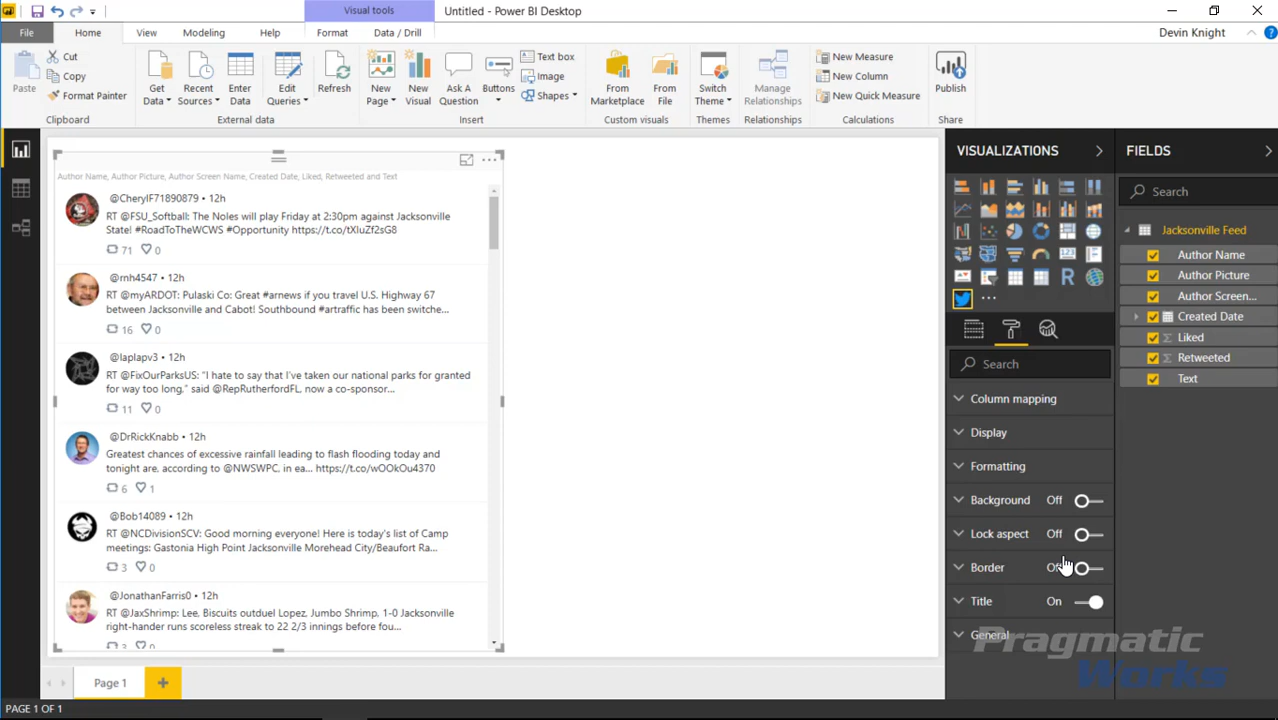 Visual tools
Untitled - Power BI Desktop
File
Home
View
Modeling
Help
Format
Data / Drill
Devin Knight
Paste
Cut
Copy
Format Painter
Clipboard
Get Data
Recent Sources
Enter Data
Edit Queries
Refresh
External data
New Page
New Visual
Ask A Question
Buttons
Text box
Image
Shapes
Insert
From Marketplace
From File
Custom visuals
Switch Theme
Themes
Manage Relationships
Relationships
New Measure
New Column
New Quick Measure
Calculations
Publish
Share
Author Name, Author Picture, Author Screen Name, Created Date, Liked, Retweeted and Text
@CherylF71890879 • 12h
RT @FSU_Softball: The Noles will play Friday at 2:30pm against Jacksonville
State! #RoadToTheWCWS #Opportunity https://t.co/tXluZf2sG8
71 0
@rnh4547 • 12h
RT @myARDOT: Pulaski Co: Great #arnews if you travel U.S. Highway 67
between Jacksonville and Cabot! Southbound #artraffic has been switche...
16 0
@laplapv3 • 12h
RT @FixOurParksUS: “I hate to say that I've taken our national parks for granted
for way too long.” said @RepRutherfordFL, now a co-sponsor...
11 0
@DrRickKnabb • 12h
Greatest chances of excessive rainfall leading to flash flooding today and
tonight are, according to @NWSWPC, in ea... https://t.co/wOOkOu4370
6 1
@Bob14089 • 12h
RT @NCDivisionSCV: Good morning everyone! Here is today's list of Camp
meetings: Gastonia High Point Jacksonville Morehead City/Beaufort Ra...
3 0
@JonathanFarris0 • 12h
RT @JaxShrimp: Lee, Biscuits outduel Lopez, Jumbo Shrimp, 1-0 Jacksonville
right-hander runs scoreless streak to 22 2/3 innings before fou...
3 0
VISUALIZATIONS
R
Search
Column mapping
Display
Formatting
Background Off
Lock aspect Off
Border Off
Title On
General
FIELDS
Search
Jacksonville Feed
Author Name
Author Picture
Author Screen...
Created Date
Liked
Retweeted
Text
Pragmatic
Works
Page 1
PAGE 1 OF 1